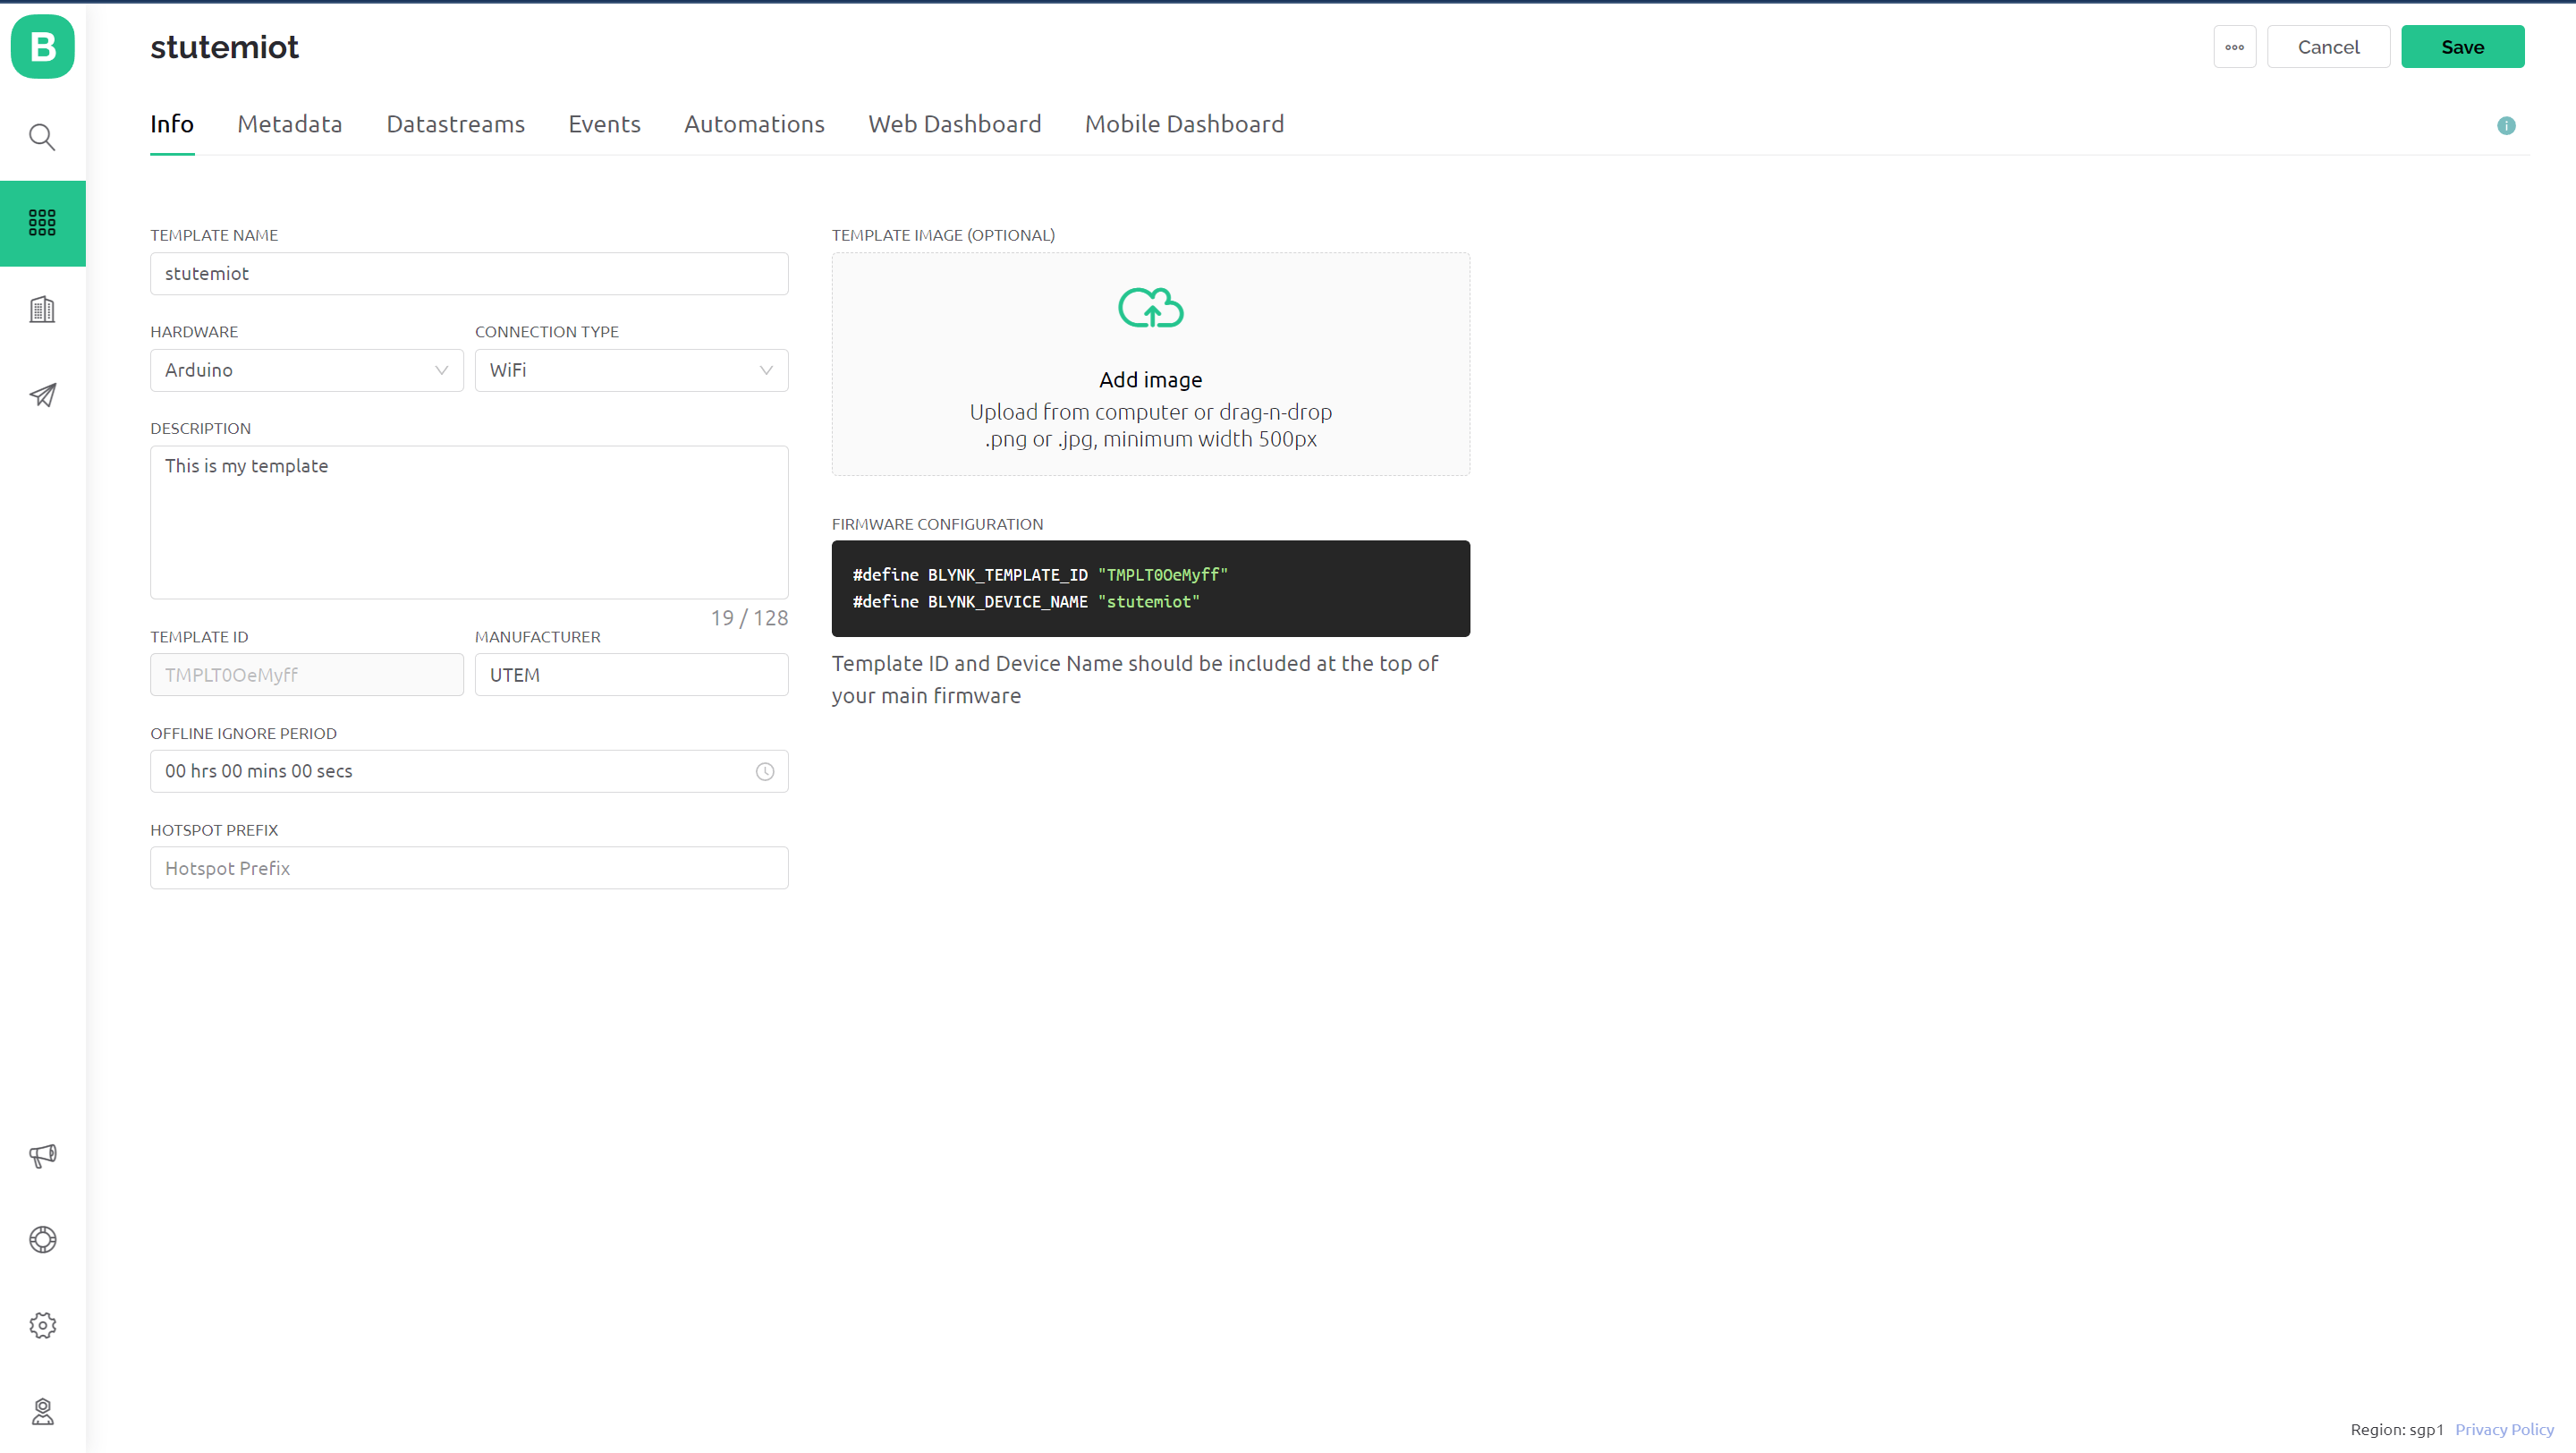 B
stutemiot
Cancel
Save
Info Metadata Datastreams Events Automations Web Dashboard Mobile Dashboard
TEMPLATE NAME
stutemiot
HARDWARE CONNECTION TYPE
Arduino WiFi
DESCRIPTION
This is my template
19 / 128
TEMPLATE ID MANUFACTURER
TMPLT0OeMyff UTEM
OFFLINE IGNORE PERIOD
00 hrs 00 mins 00 secs
HOTSPOT PREFIX
Hotspot Prefix
TEMPLATE IMAGE (OPTIONAL)
Add image
Upload from computer or drag-n-drop
.png or .jpg, minimum width 500px
FIRMWARE CONFIGURATION
#define BLYNK_TEMPLATE_ID "TMPLT0OeMyff"
#define BLYNK_DEVICE_NAME "stutemiot"
Template ID and Device Name should be included at the top of
your main firmware
Region: sgp1 Privacy Policy